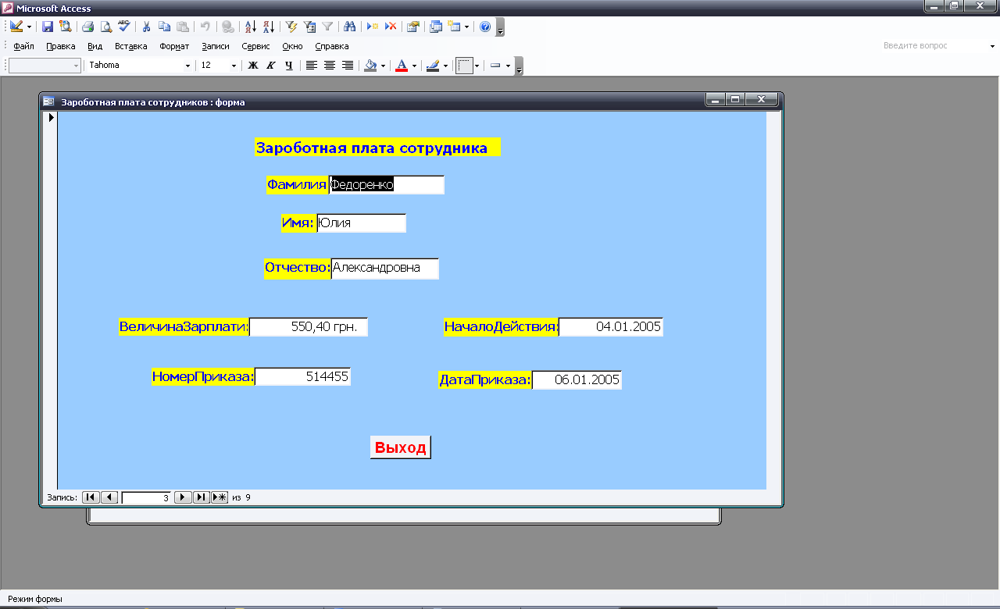 Microsoft Access
Файл Правка Вид Вставка Формат Записи Сервис Окно Справка
Введите вопрос
Tahoma 12 Ж К Ч
Зароботная плата сотрудников : форма
Зароботная плата сотрудника
Фамилия Федоренко
Имя: Юлия
Отчество: Александровна
ВеличинаЗарплати: 550,40 грн. НачалоДействия: 04.01.2005
НомерПриказа: 514455 ДатаПриказа: 06.01.2005
Выход
Запись: 3 из 9
Режим формы